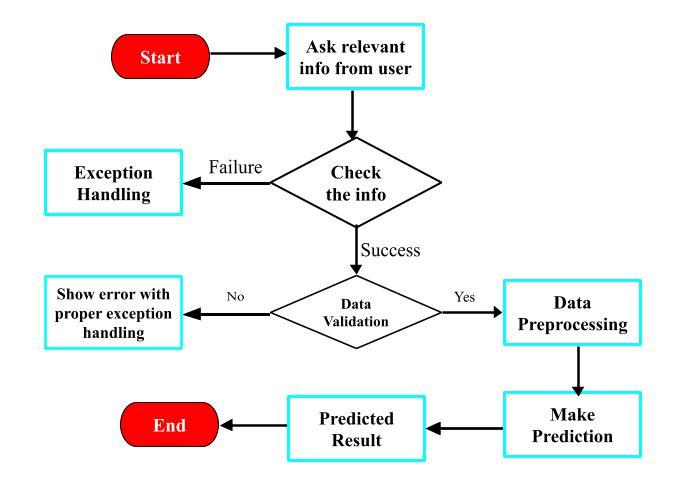 Start
Ask relevant
info from user
Check
the info
Failure
Exception
Handling
Success
Data
Validation
No
Show error with
proper exception
handling
Yes
Data
Preprocessing
Make
Prediction
Predicted
Result
End